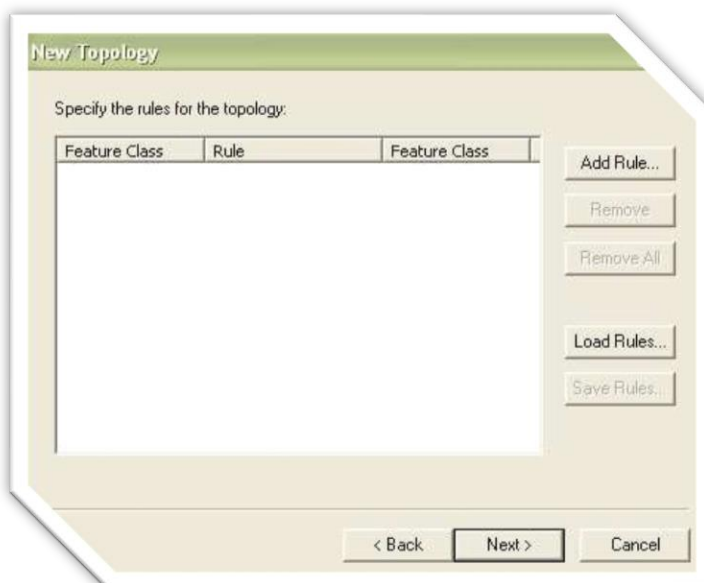 New Topology
Specify the rules for the topology:
Feature Class Rule Feature Class
Add Rule...
Remove
Remove All
Load Rules...
Save Rules...
< Back Next > Cancel